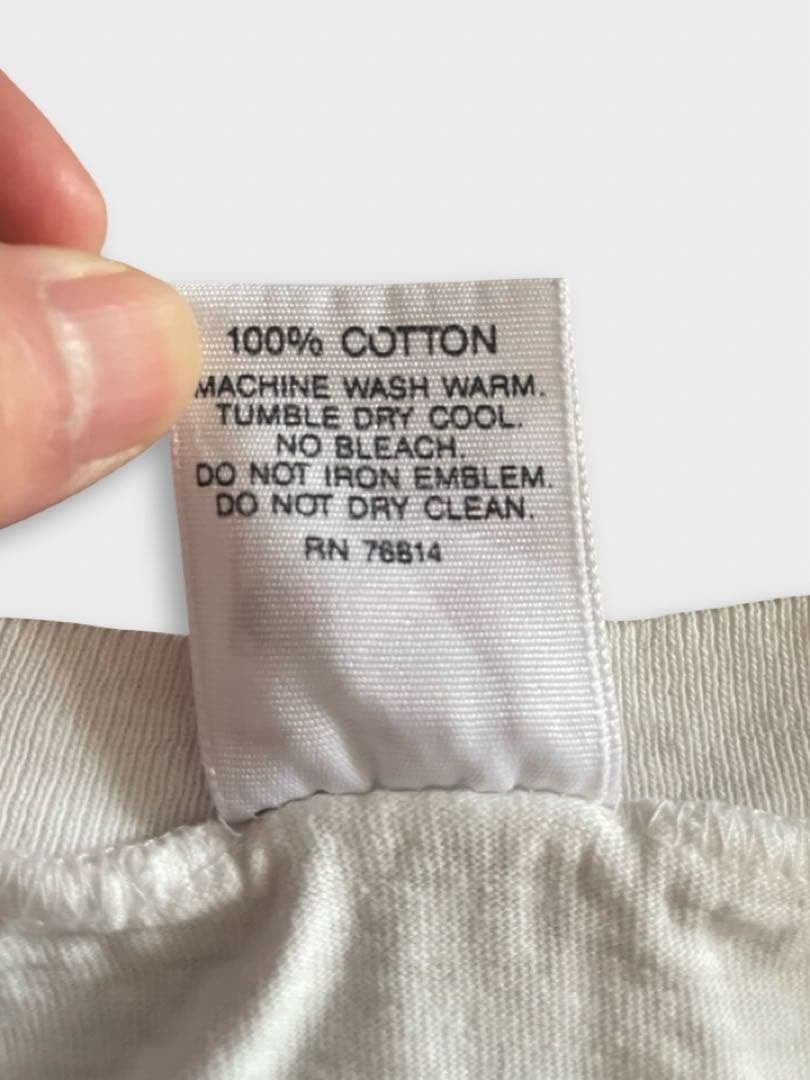 100% COTTON
MACHINE WASH WARM.
TUMBLE DRY COOL.
NO BLEACH.
DO NOT IRON EMBLEM.
DO NOT DRY CLEAN.
RN 76814